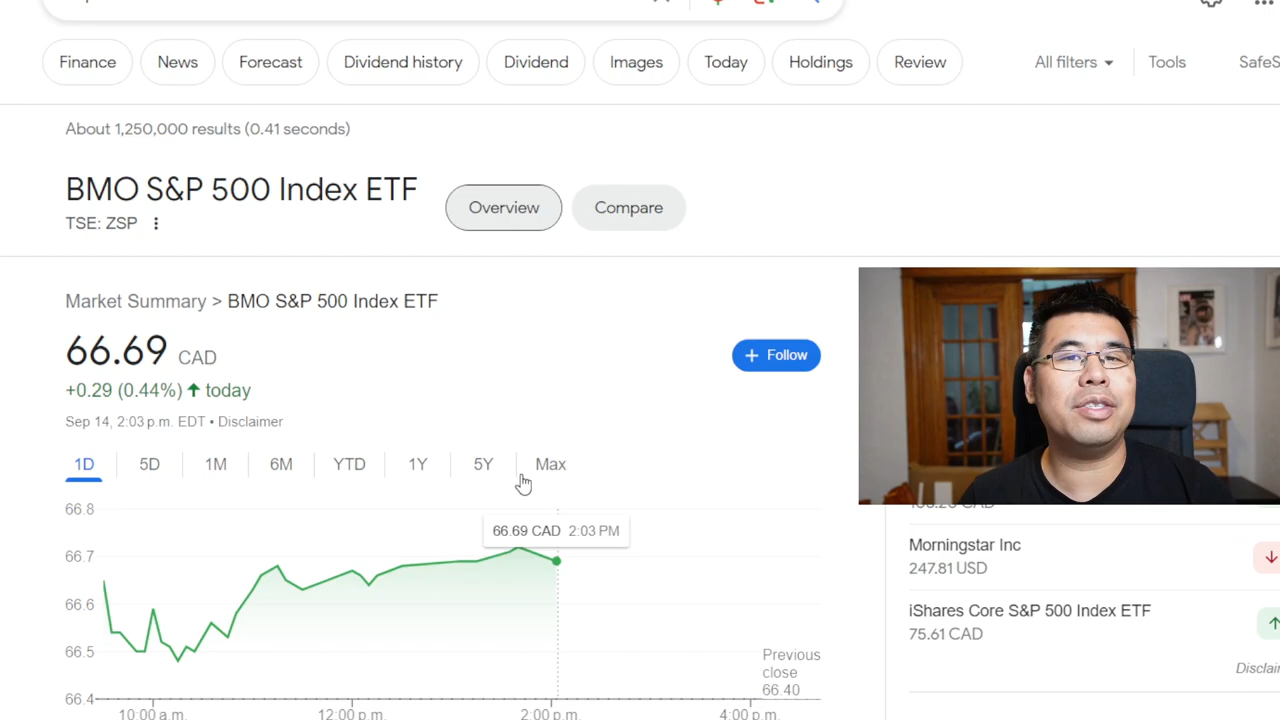 Finance
News
Forecast
Dividend history
Dividend
Images
Today
Holdings
Review
All filters
Tools
SafeS
About 1,250,000 results (0.41 seconds)
BMO S&P 500 Index ETF
Overview
Compare
TSE: ZSP
Market Summary > BMO S&P 500 Index ETF
66.69 CAD
+ Follow
+0.29 (0.44%) ↑ today
Sep 14, 2:03 p.m. EDT • Disclaimer
1D
5D
1M
6M
YTD
1Y
5Y
Max
66.8
66.69 CAD 2:03 PM
66.7
66.6
66.5
66.4
Previous
close
66.40
10:00 a.m.
12:00 p.m.
2:00 p.m.
4:00 p.m.
Morningstar Inc
247.81 USD
iShares Core S&P 500 Index ETF
75.61 CAD
Disclai